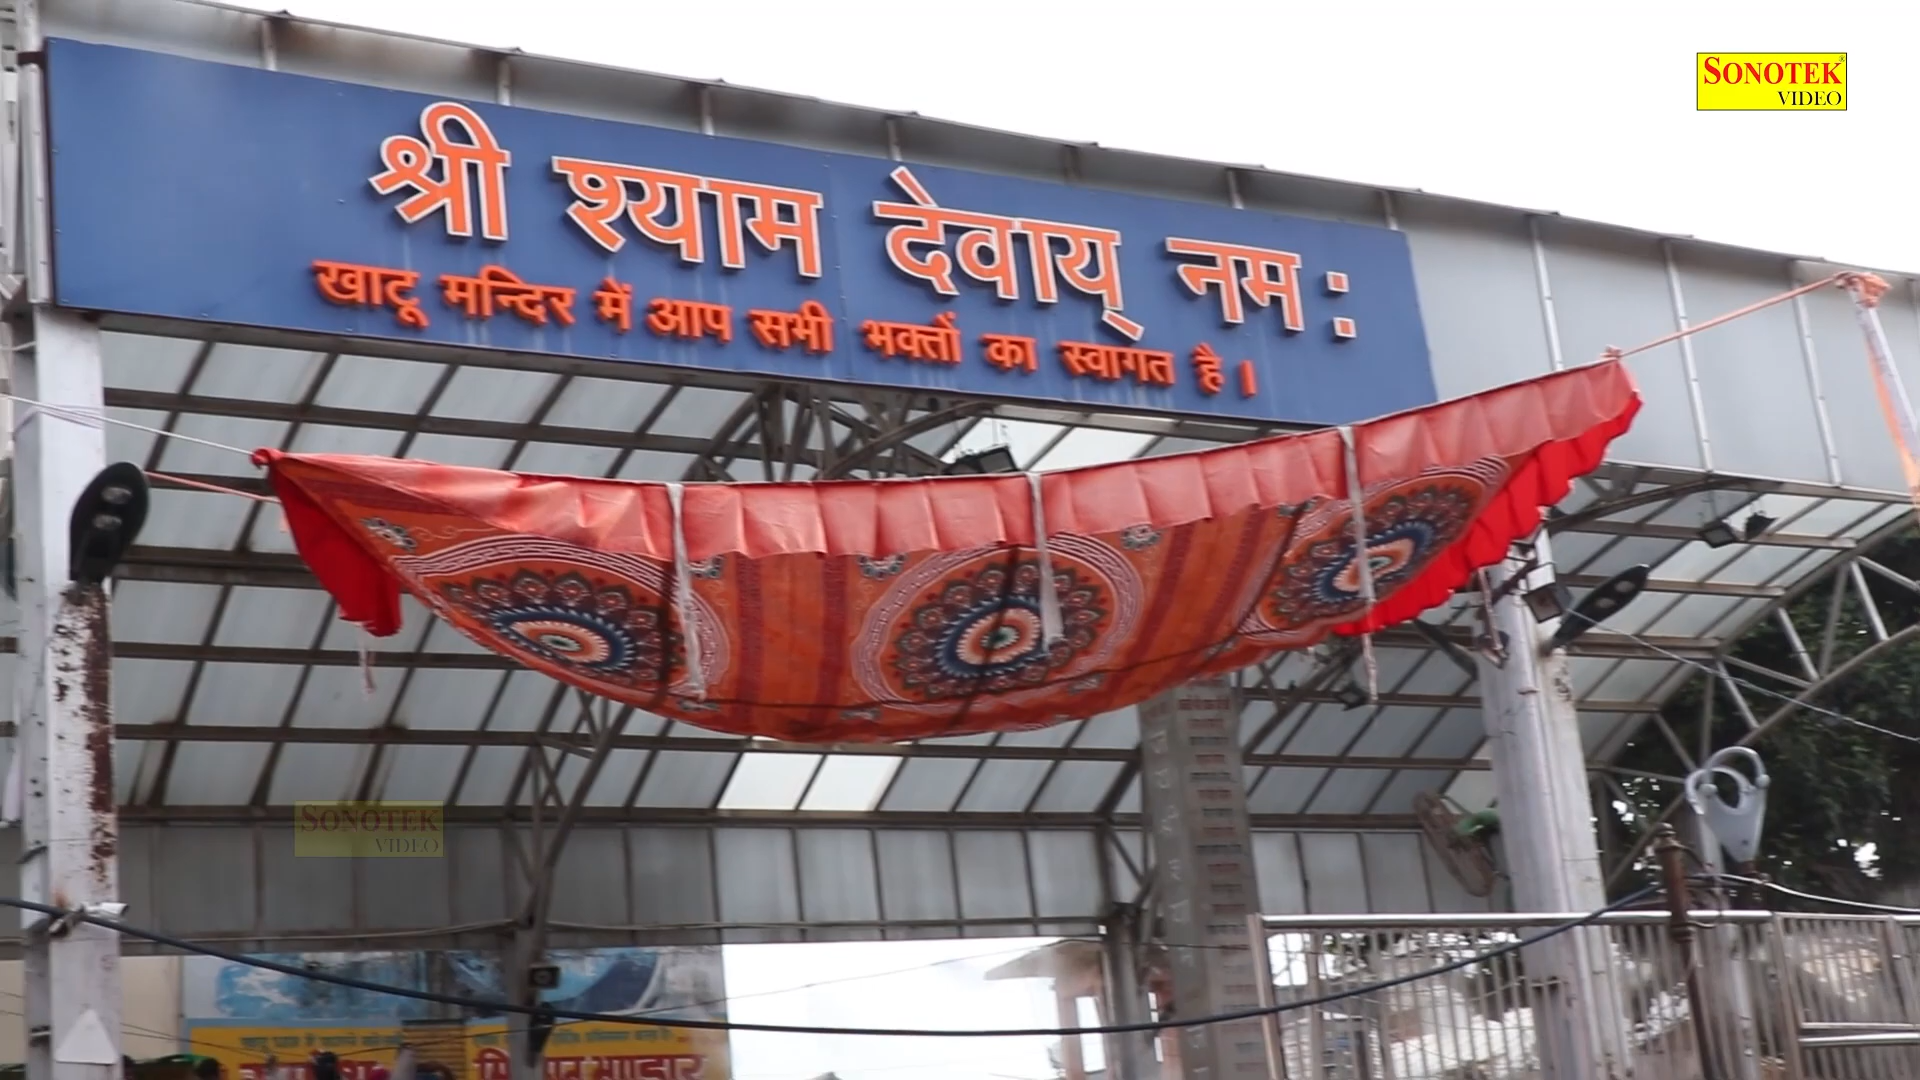 SONOTEK
VIDEO
श्री श्याम देवाय् नम:
खाटू मन्दिर में आप सभी भक्तों का स्वागत है।
SONOTEK
VIDEO